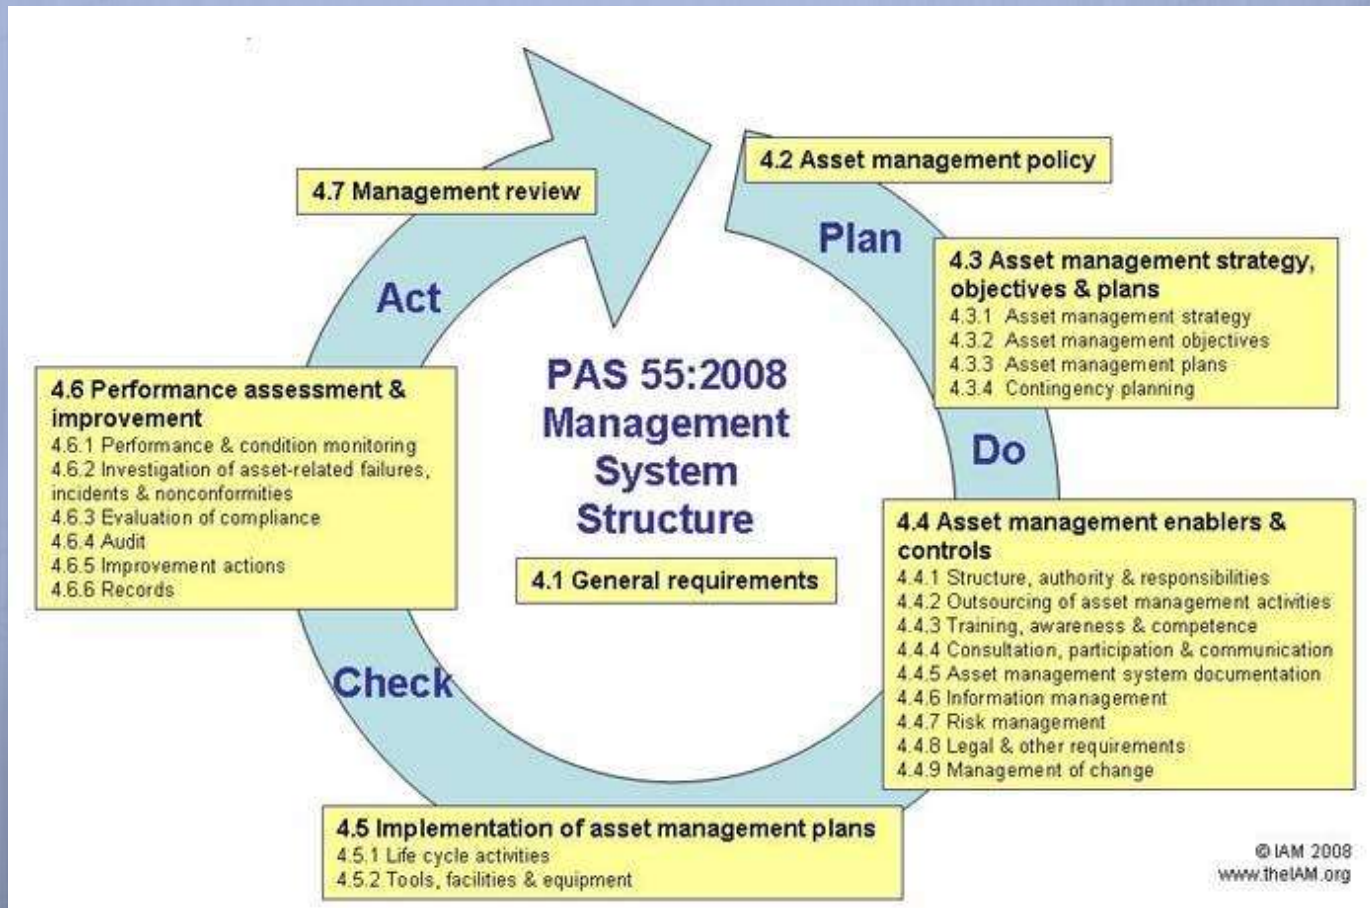 4.2 Asset management policy
4.7 Management review
Plan
4.3 Asset management strategy,
objectives & plans
4.3.1 Asset management strategy
4.3.2 Asset management objectives
4.3.3 Asset management plans
4.3.4 Contingency planning
Act
PAS 55:2008
Management
System
Structure
4.1 General requirements
4.6 Performance assessment &
improvement
4.6.1 Performance & condition monitoring
4.6.2 Investigation of asset-related failures,
incidents & nonconformities
4.6.3 Evaluation of compliance
4.6.4 Audit
4.6.5 Improvement actions
4.6.6 Records
Do
4.4 Asset management enablers &
controls
4.4.1 Structure, authority & responsibilities
4.4.2 Outsourcing of asset management activities
4.4.3 Training, awareness & competence
4.4.4 Consultation, participation & communication
4.4.5 Asset management system documentation
4.4.6 Information management
4.4.7 Risk management
4.4.8 Legal & other requirements
4.4.9 Management of change
Check
4.5 Implementation of asset management plans
4.5.1 Life cycle activities
4.5.2 Tools, facilities & equipment
© IAM 2008
www.theIAM.org